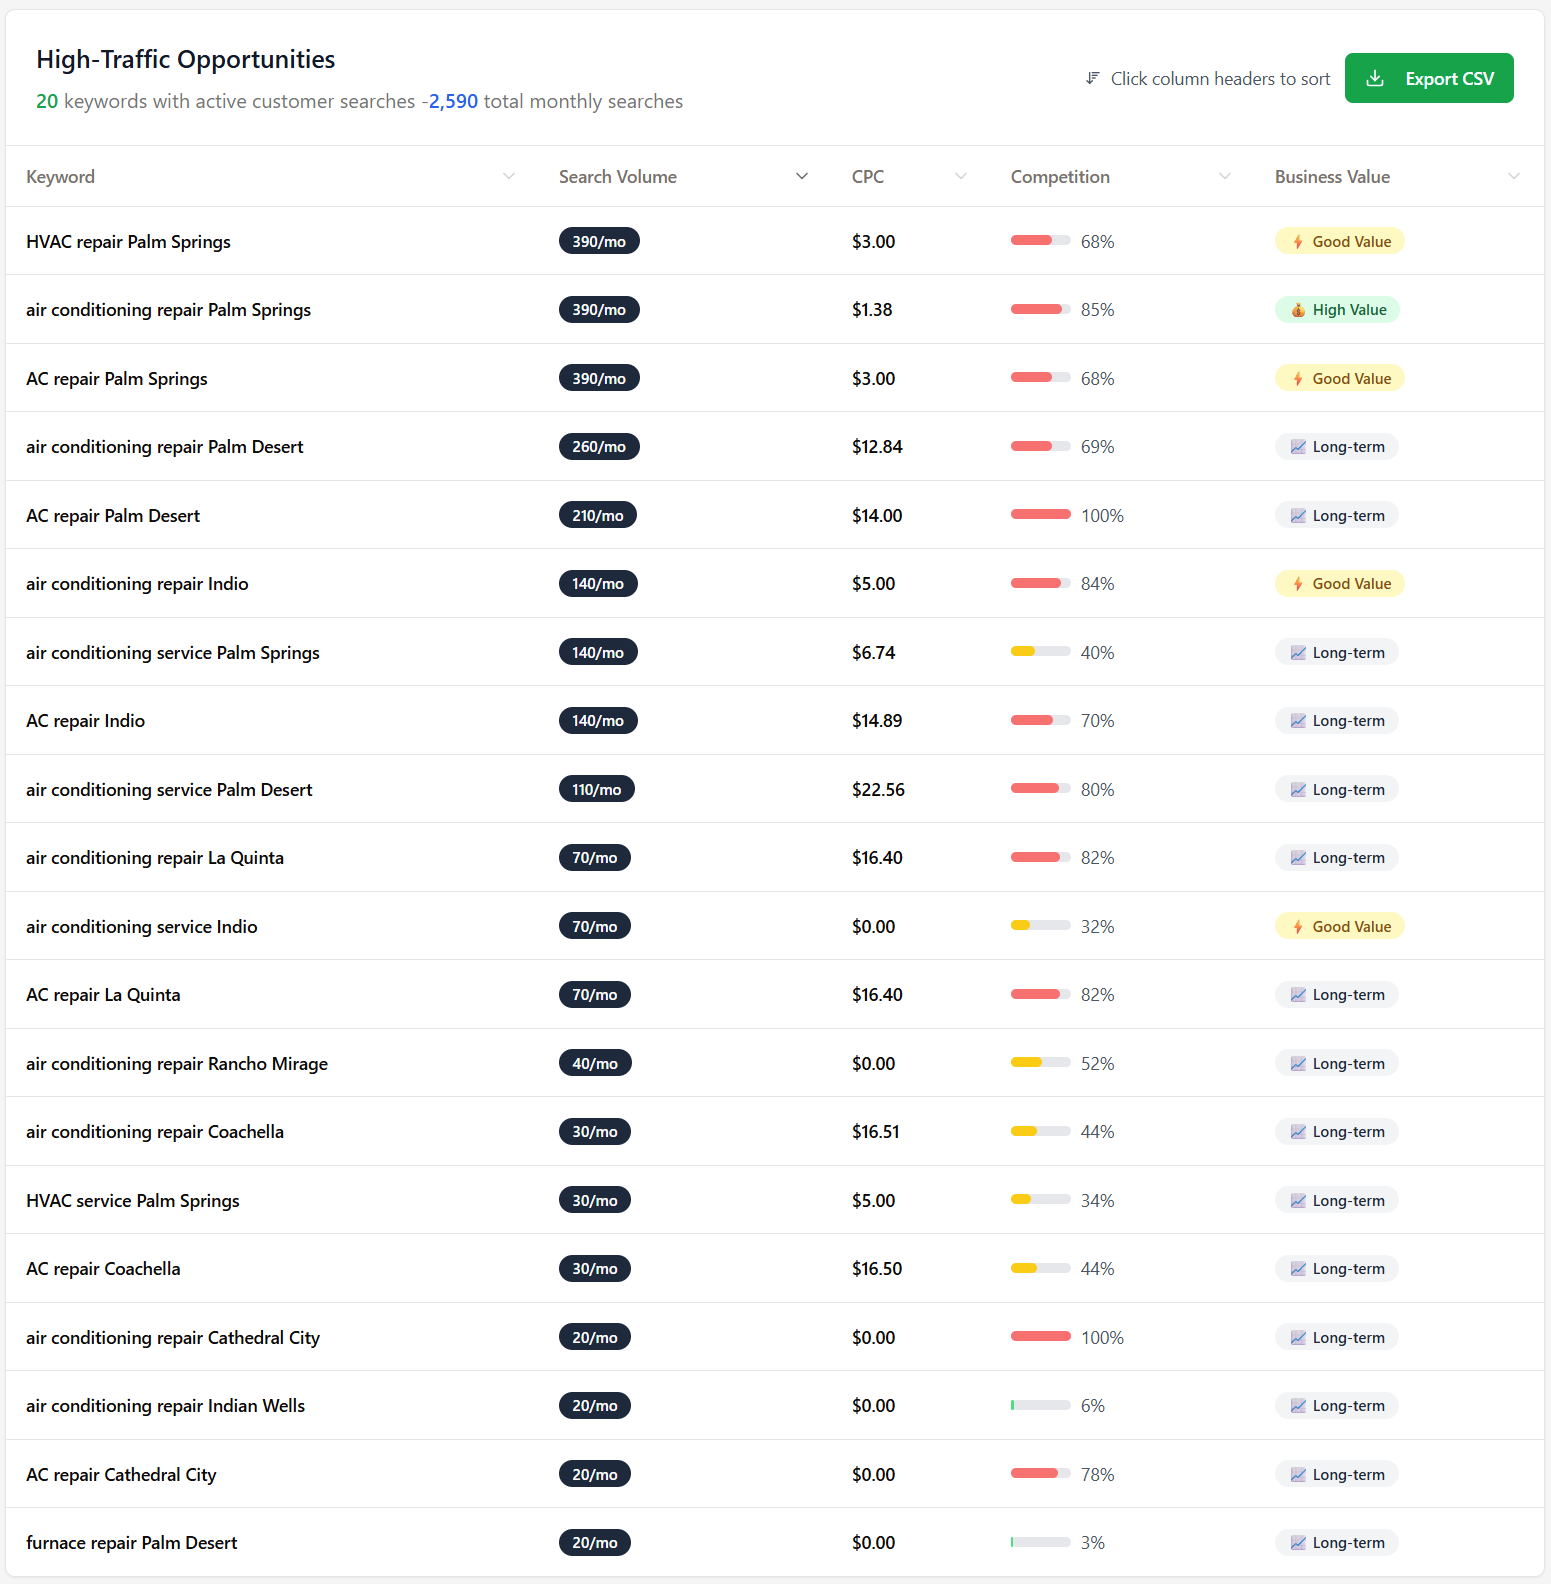 High-Traffic Opportunities
20 keywords with active customer searches -2,590 total monthly searches
Click column headers to sort
Export CSV
Keyword Search Volume CPC Competition Business Value
HVAC repair Palm Springs 390/mo $3.00 68% Good Value
air conditioning repair Palm Springs 390/mo $1.38 85% High Value
AC repair Palm Springs 390/mo $3.00 68% Good Value
air conditioning repair Palm Desert 260/mo $12.84 69% Long-term
AC repair Palm Desert 210/mo $14.00 100% Long-term
air conditioning repair Indio 140/mo $5.00 84% Good Value
air conditioning service Palm Springs 140/mo $6.74 40% Long-term
AC repair Indio 140/mo $14.89 70% Long-term
air conditioning service Palm Desert 110/mo $22.56 80% Long-term
air conditioning repair La Quinta 70/mo $16.40 82% Long-term
air conditioning service Indio 70/mo $0.00 32% Good Value
AC repair La Quinta 70/mo $16.40 82% Long-term
air conditioning repair Rancho Mirage 40/mo $0.00 52% Long-term
air conditioning repair Coachella 30/mo $16.51 44% Long-term
HVAC service Palm Springs 30/mo $5.00 34% Long-term
AC repair Coachella 30/mo $16.50 44% Long-term
air conditioning repair Cathedral City 20/mo $0.00 100% Long-term
air conditioning repair Indian Wells 20/mo $0.00 6% Long-term
AC repair Cathedral City 20/mo $0.00 78% Long-term
furnace repair Palm Desert 20/mo $0.00 3% Long-term